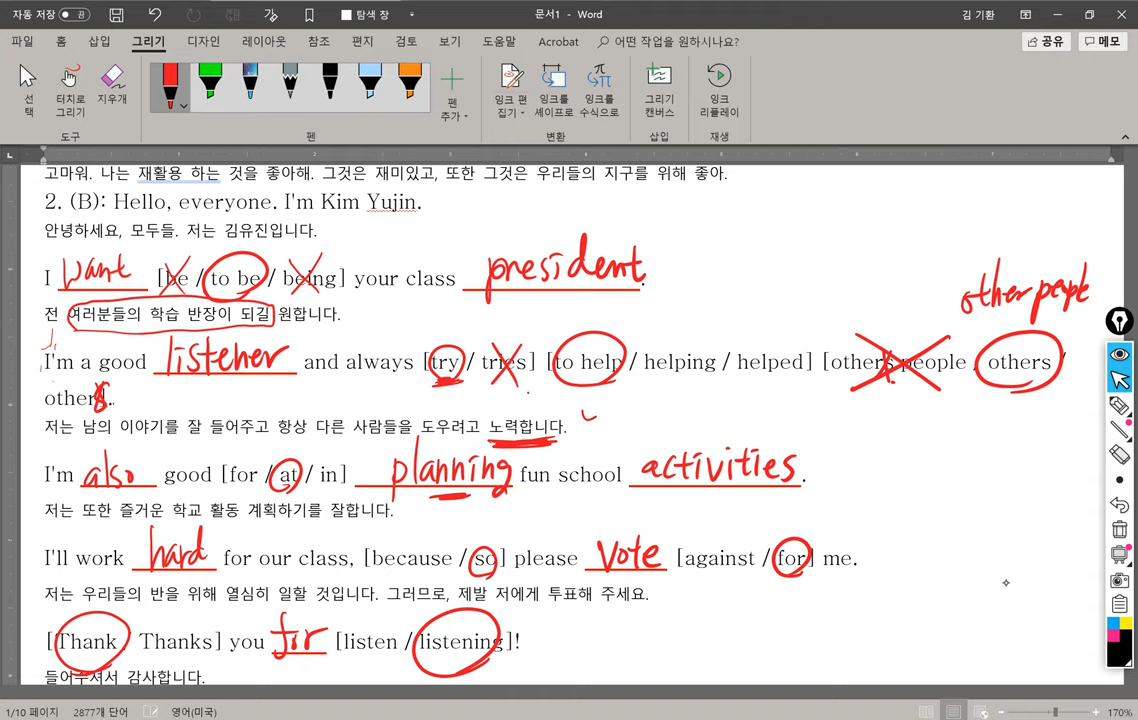 자동 저장 끔 탐색 창 문서1 - Word 김 기환
파일 홈 삽입 그리기 디자인 레이아웃 참조 편지 검토 보기 도움말 Acrobat 어떤 작업을 원하시나요? 공유 메모
선택 터치로 그리기 지우개 펜 추가 잉크 편집기 잉크를 셰이프로 잉크를 수식으로 그리기 캔버스 잉크 리플레이
도구 펜 변환 삽입 재생
고마워. 나는 재활용 하는 것을 좋아해. 그것은 재미있고, 또한 그것은 우리들의 지구를 위해 좋아.
2. (B): Hello, everyone. I'm Kim Yujin.
안녕하세요, 모두들. 저는 김유진입니다.
other people
I want [be / to be / being] your class president.
전 여러분들의 학습 반장이 되길 원합니다.
I'm a good listener and always [try / tries] [to help / helping / helped] [others people / others /
others].
저는 남의 이야기를 잘 들어주고 항상 다른 사람들을 도우려고 노력합니다.
I'm also good [for / at / in] planning fun school activities.
저는 또한 즐거운 학교 활동 계획하기를 잘합니다.
I'll work hard for our class, [because / so] please vote [against / for] me.
저는 우리들의 반을 위해 열심히 일할 것입니다. 그러므로, 제발 저에게 투표해 주세요.
[Thank / Thanks] you for [listen / listening]!
들어주셔서 감사합니다.
1/10 페이지 2877개 단어 영어(미국) 170%